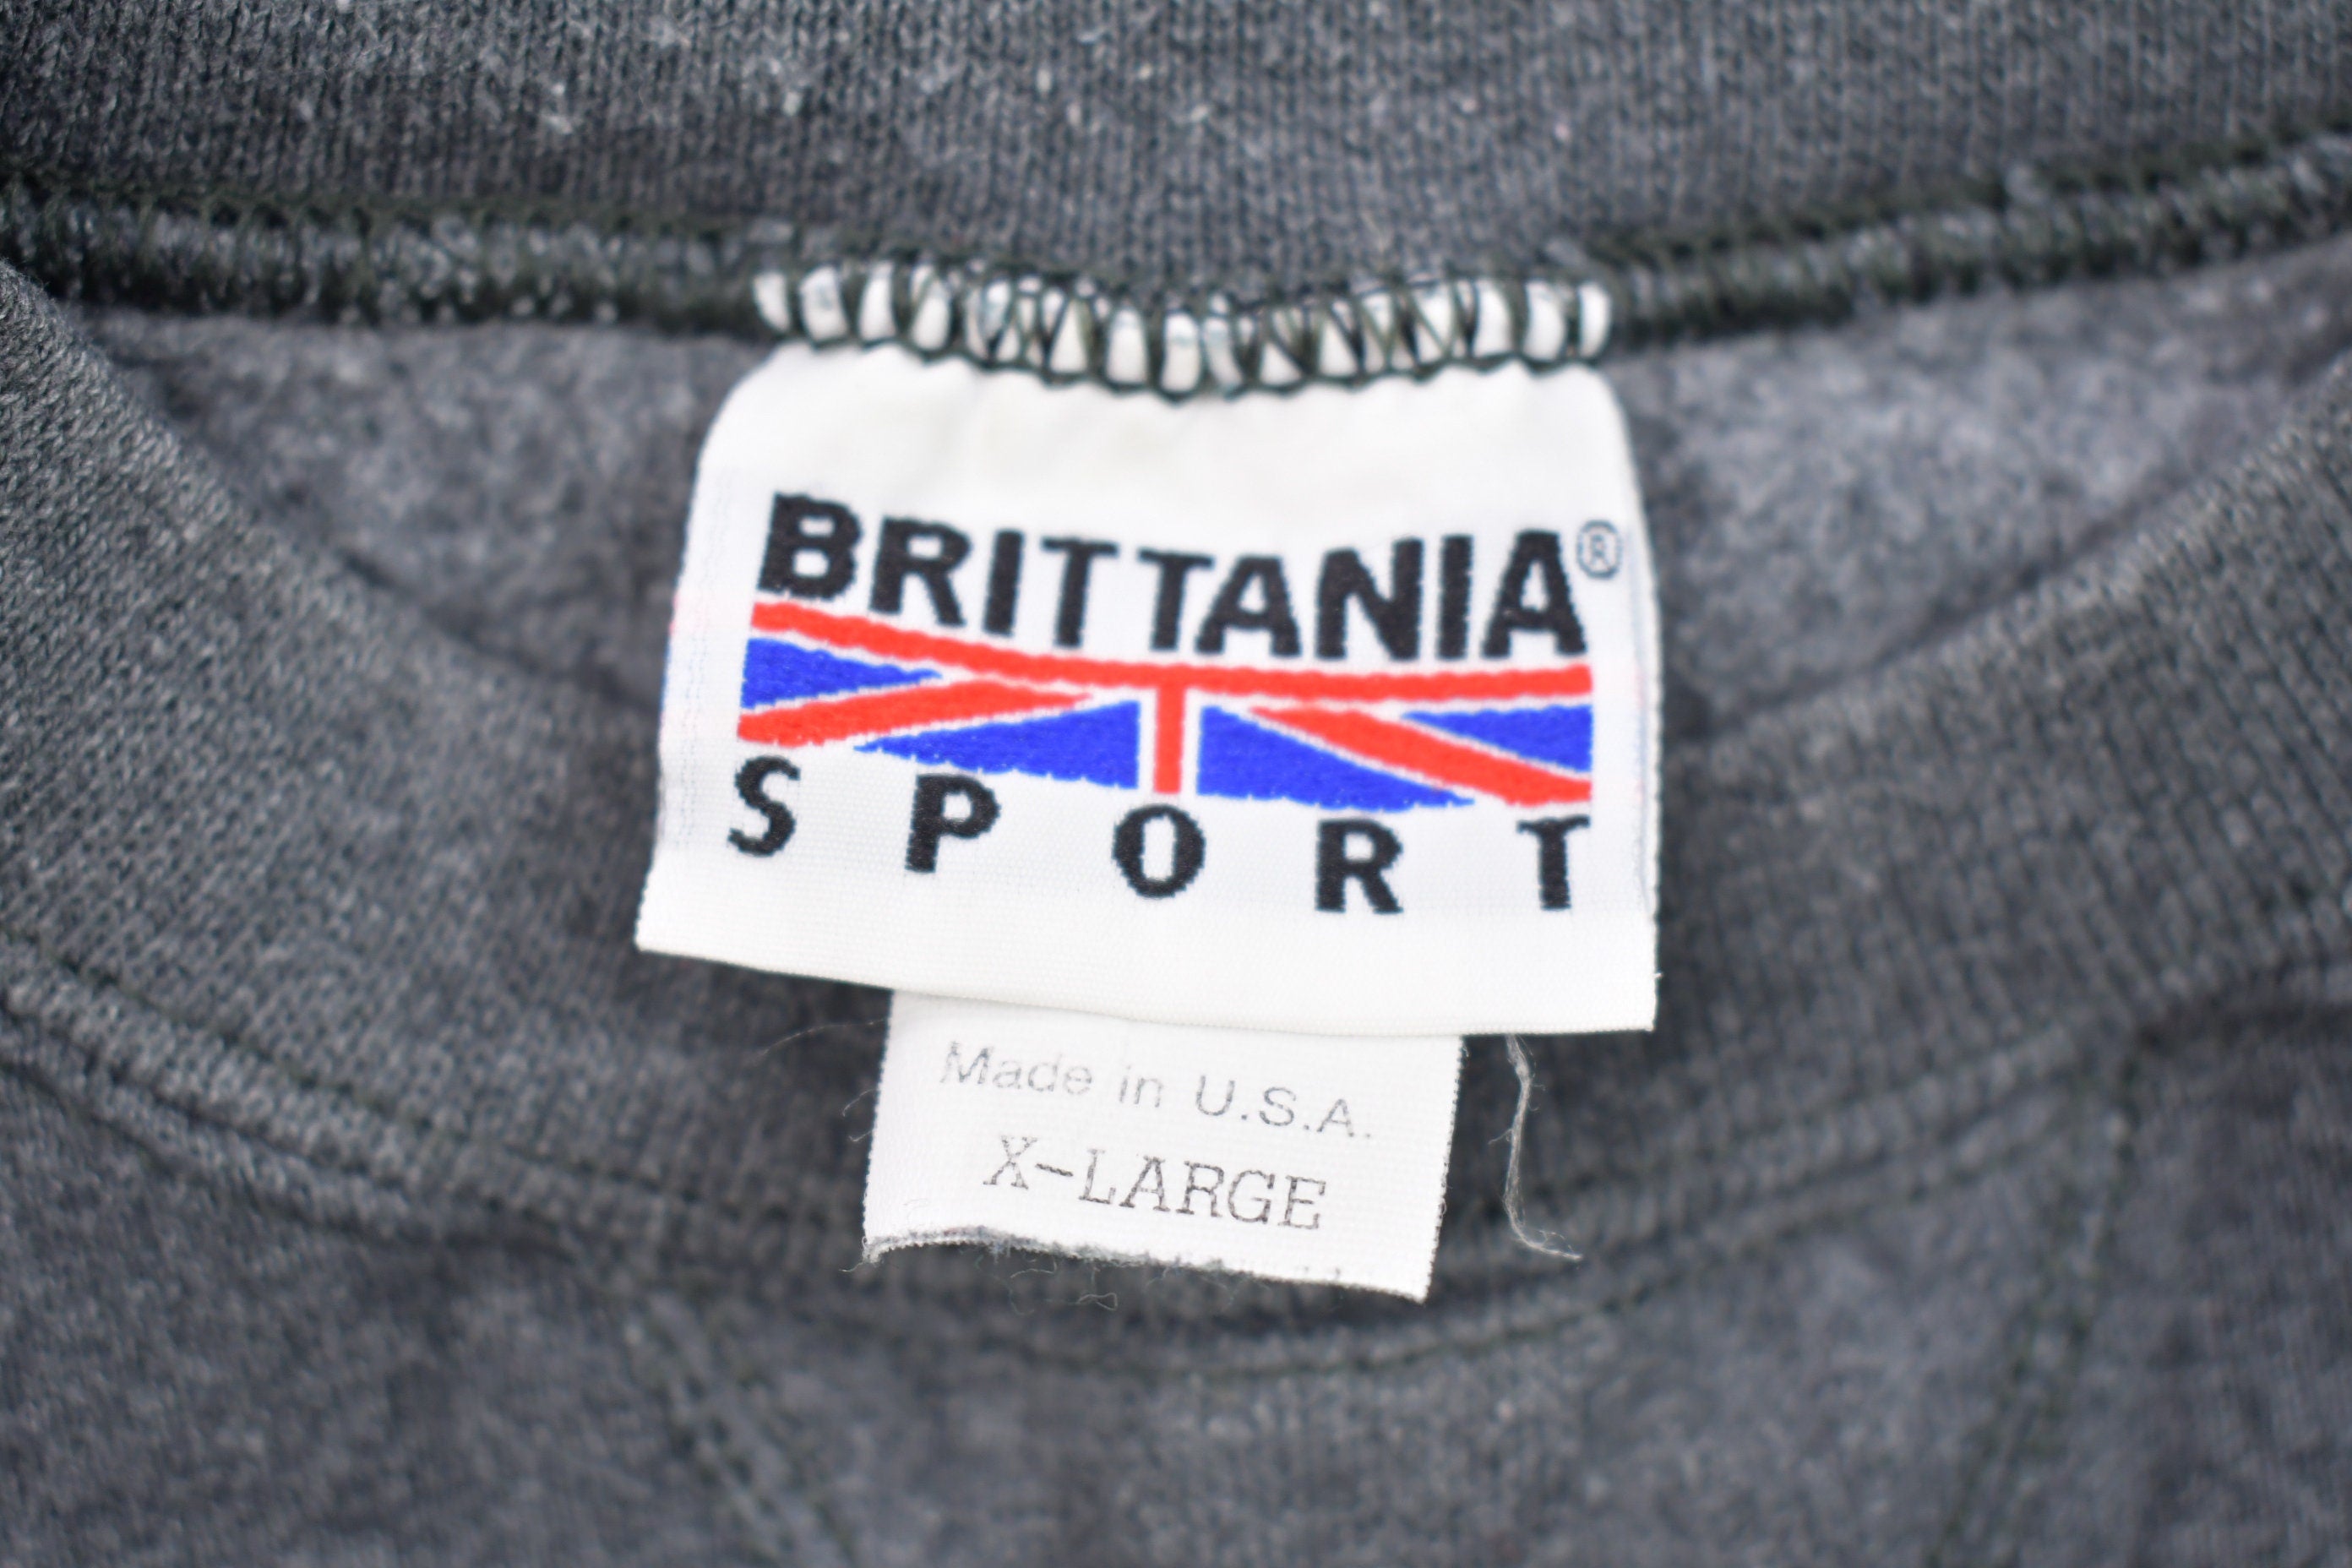 BRITTANIA®
SPORT
Made in U.S.A.
X-LARGE